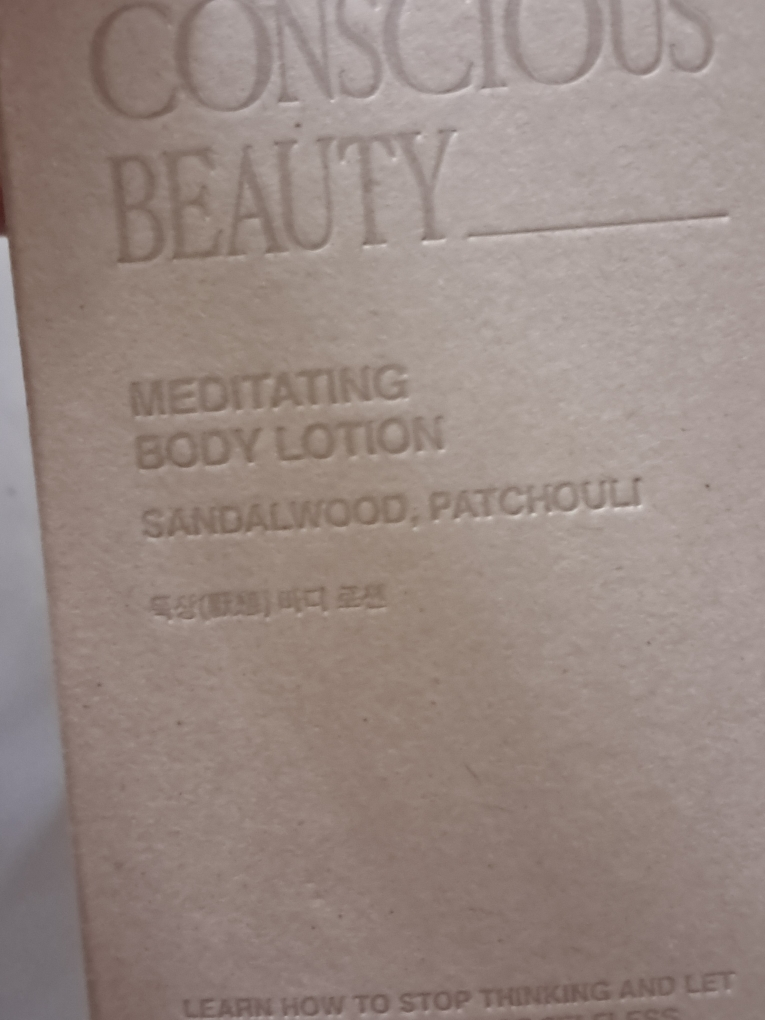 CONSCIOUS
BEAUTY
MEDITATING
BODY LOTION
SANDALWOOD, PATCHOULI
바디 로션
LEARN HOW TO STOP THINKING AND LET